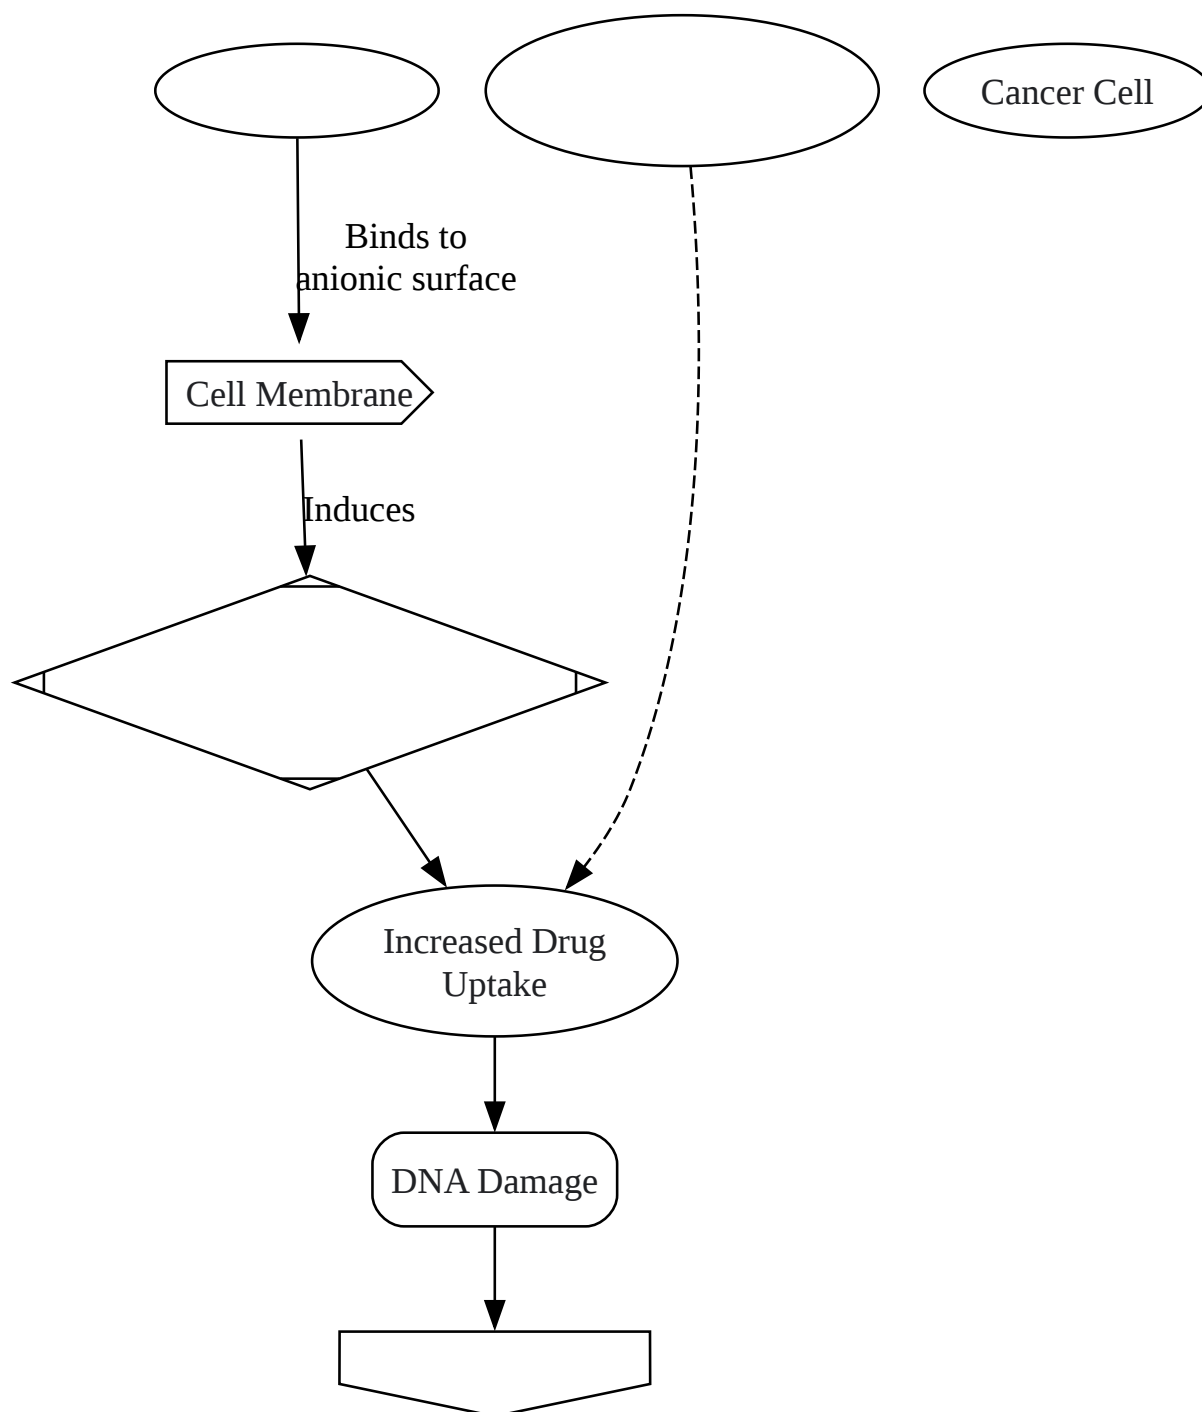 Cancer Cell
Binds to
anionic surface
Cell Membrane
Induces
Increased Drug
Uptake
DNA Damage